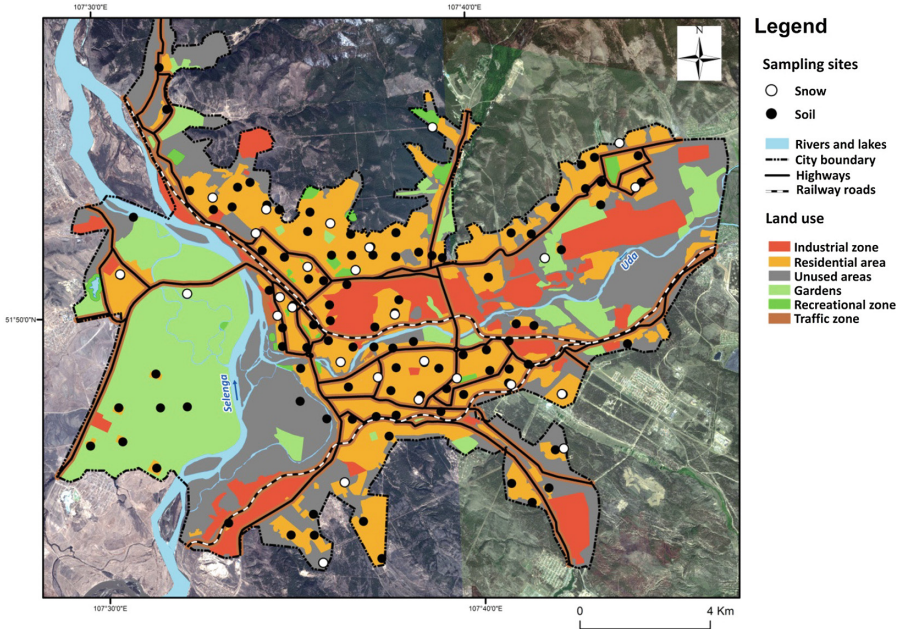 107°30'0"E
107°40'0"E
N
51°50'0"N
Uda
Selenga
107°30'0"E
107°40'0"E
0
4 Km
Legend
Sampling sites
Snow
Soil
Rivers and lakes
City boundary
Highways
Railway roads
Land use
Industrial zone
Residential area
Unused areas
Gardens
Recreational zone
Traffic zone